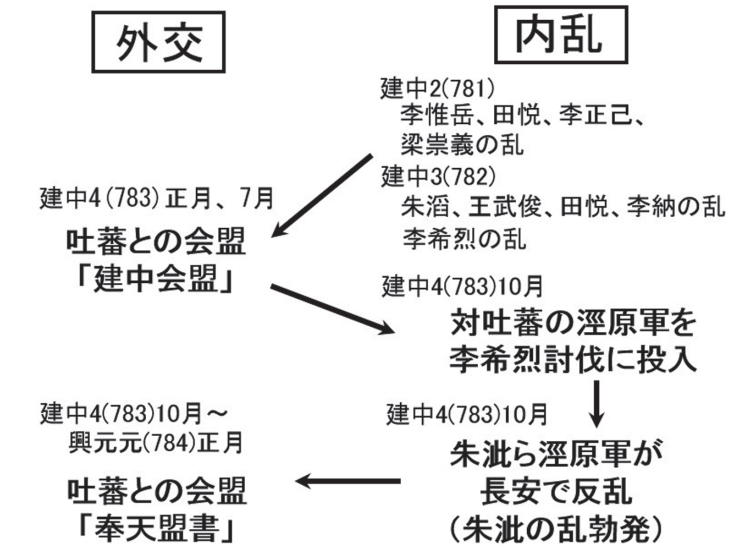 外交
内乱
建中2(781)
李惟岳、田悦、李正己、
梁崇義の乱
建中3(782)
朱滔、王武俊、田悦、李納の乱
李希烈の乱
建中4(783)正月、7月
吐蕃との会盟
「建中会盟」
建中4(783)10月
対吐蕃の涇原軍を
李希烈討伐に投入
建中4(783)10月
朱泚ら涇原軍が
長安で反乱
(朱泚の乱勃発)
建中4(783)10月～
興元元(784)正月
吐蕃との会盟
「奉天盟書」